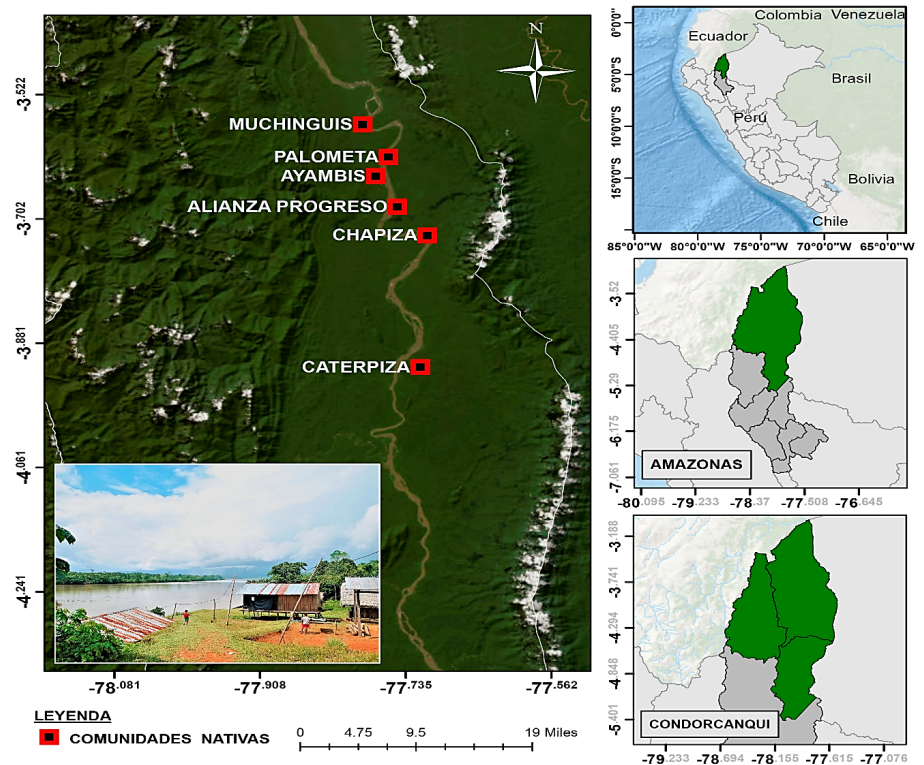 N
-3.522
-3.702
-3.881
-4.061
-4.241
MUCHINGUIS
PALOMETA
AYAMBIS
ALIANZA PROGRESO
CHAPIZA
CATERPIZA
-78.081
-77.908
-77.735
-77.562
LEYENDA
COMUNIDADES NATIVAS
0
4.75
9.5
19 Miles
Colombia
Venezuela
Ecuador
Brasil
Perú
Bolivia
Chile
0°0'0"
5°0'0"S
10°0'0"S
15°0'0"S
85°0'0"W
80°0'0"W
75°0'0"W
70°0'0"W
65°0'0"W
-3.52
-4.405
-5.29
-6.175
-7.061
AMAZONAS
-80.095
-79.233
-78.37
-77.508
-76.645
-3.188
-3.741
-4.294
-4.848
-5.401
CONDORCANQUI
-79.233
-78.694
-78.155
-77.615
-77.076